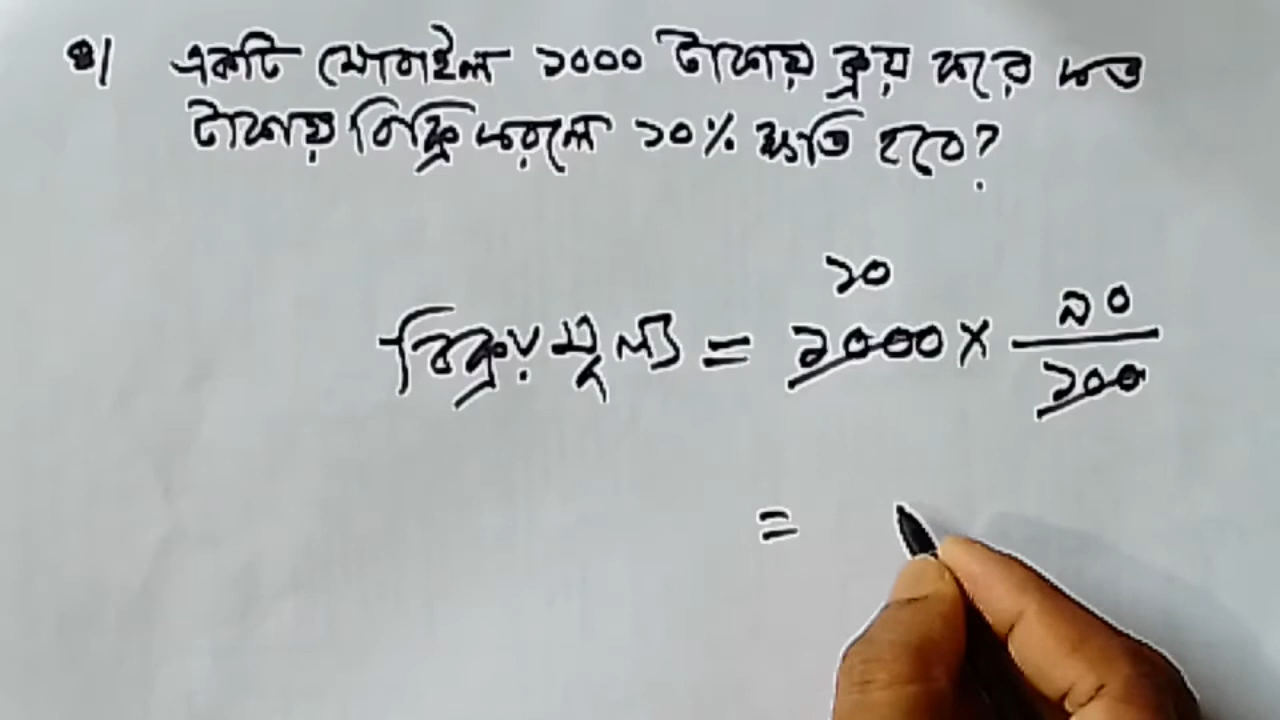 ৪| একটি মোবাইল ১০০০ টাকায় ক্রয় করে কত
টাকায় বিক্রি করলে ১০% ক্ষতি হবে?
১০
বিক্রয় মূল্য = ১০০০ × ৯০/১০০
=